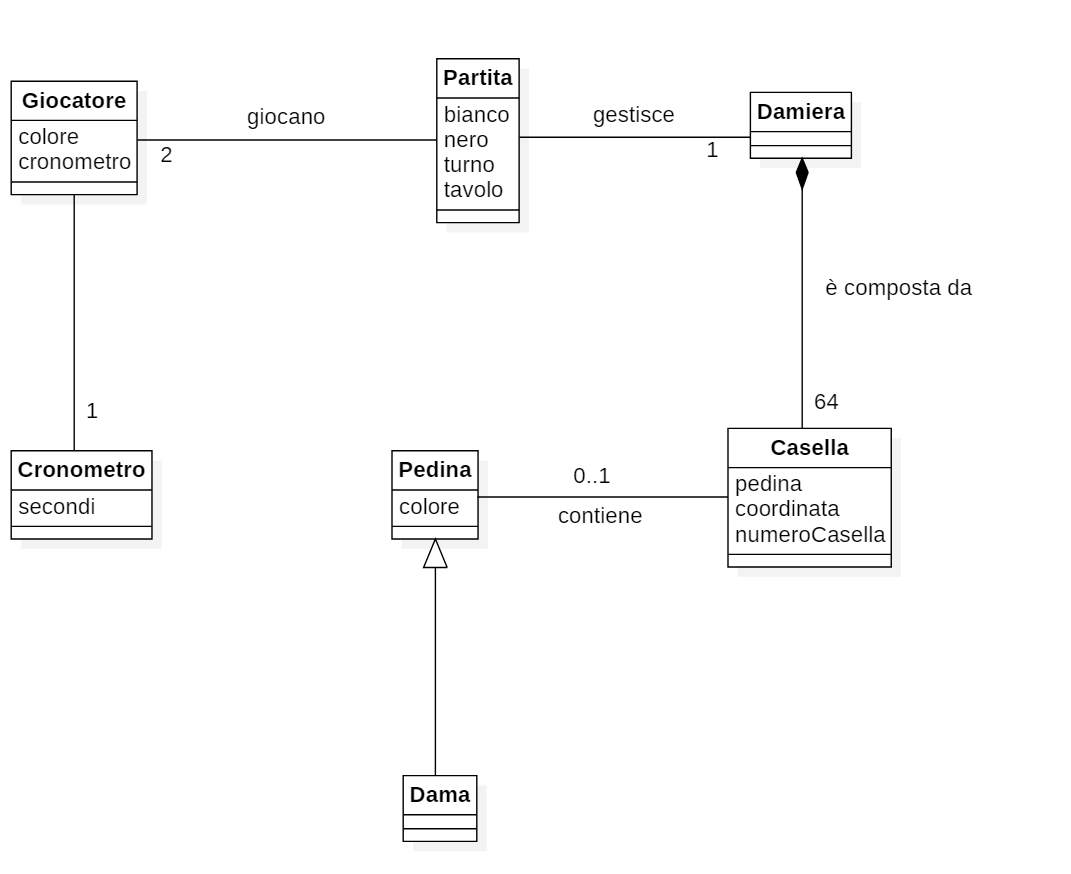 Giocatore
colore
cronometro
giocano
2
Partita
bianco
nero
turno
tavolo
gestisce
1
Damiera
è composta da
64
1
Cronometro
secondi
Pedina
colore
0..1
contiene
Casella
pedina
coordinata
numeroCasella
Dama